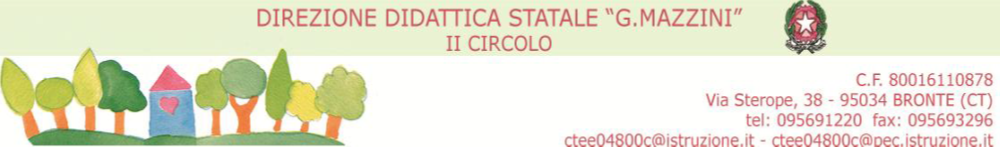 DIREZIONE DIDATTICA STATALE “G.MAZZINI”
II CIRCOLO
C.F. 80016110878
Via Sterope, 38 - 95034 BRONTE (CT)
tel: 095691220 fax: 095693296
ctee04800c@istruzione.it - ctee04800c@pec.istruzione.it